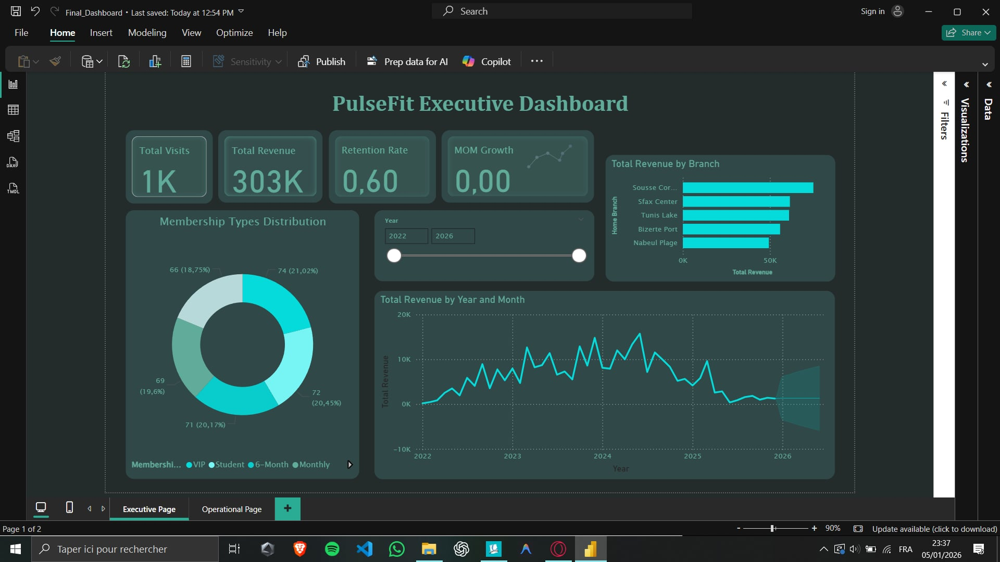 Final_Dashboard • Last saved: Today at 12:54 PM
Search
Sign in
File Home Insert Modeling View Optimize Help
Share
Sensitivity
Publish
Prep data for AI
Copilot
DAX
TMDL
PulseFit Executive Dashboard
Total Visits
1K
Total Revenue
303K
Retention Rate
0,60
MOM Growth
0,00
Total Revenue by Branch
Home Branch
Sousse Cor...
Sfax Center
Tunis Lake
Bizerte Port
Nabeul Plage
0K 50K
Total Revenue
Membership Types Distribution
66 (18,75%)
74 (21,02%)
69
(19,6%)
72
(20,45%)
71 (20,17%)
Membershi... VIP Student 6-Month Monthly
Year
2022 2026
Total Revenue by Year and Month
Total Revenue
20K
10K
0K
-10K
2022 2023 2024 2025 2026
Year
Filters
Visualizations
Data
Executive Page
Operational Page
+
Page 1 of 2
- + 90%
Update available (click to download)
Taper ici pour rechercher
FRA
23:37
05/01/2026